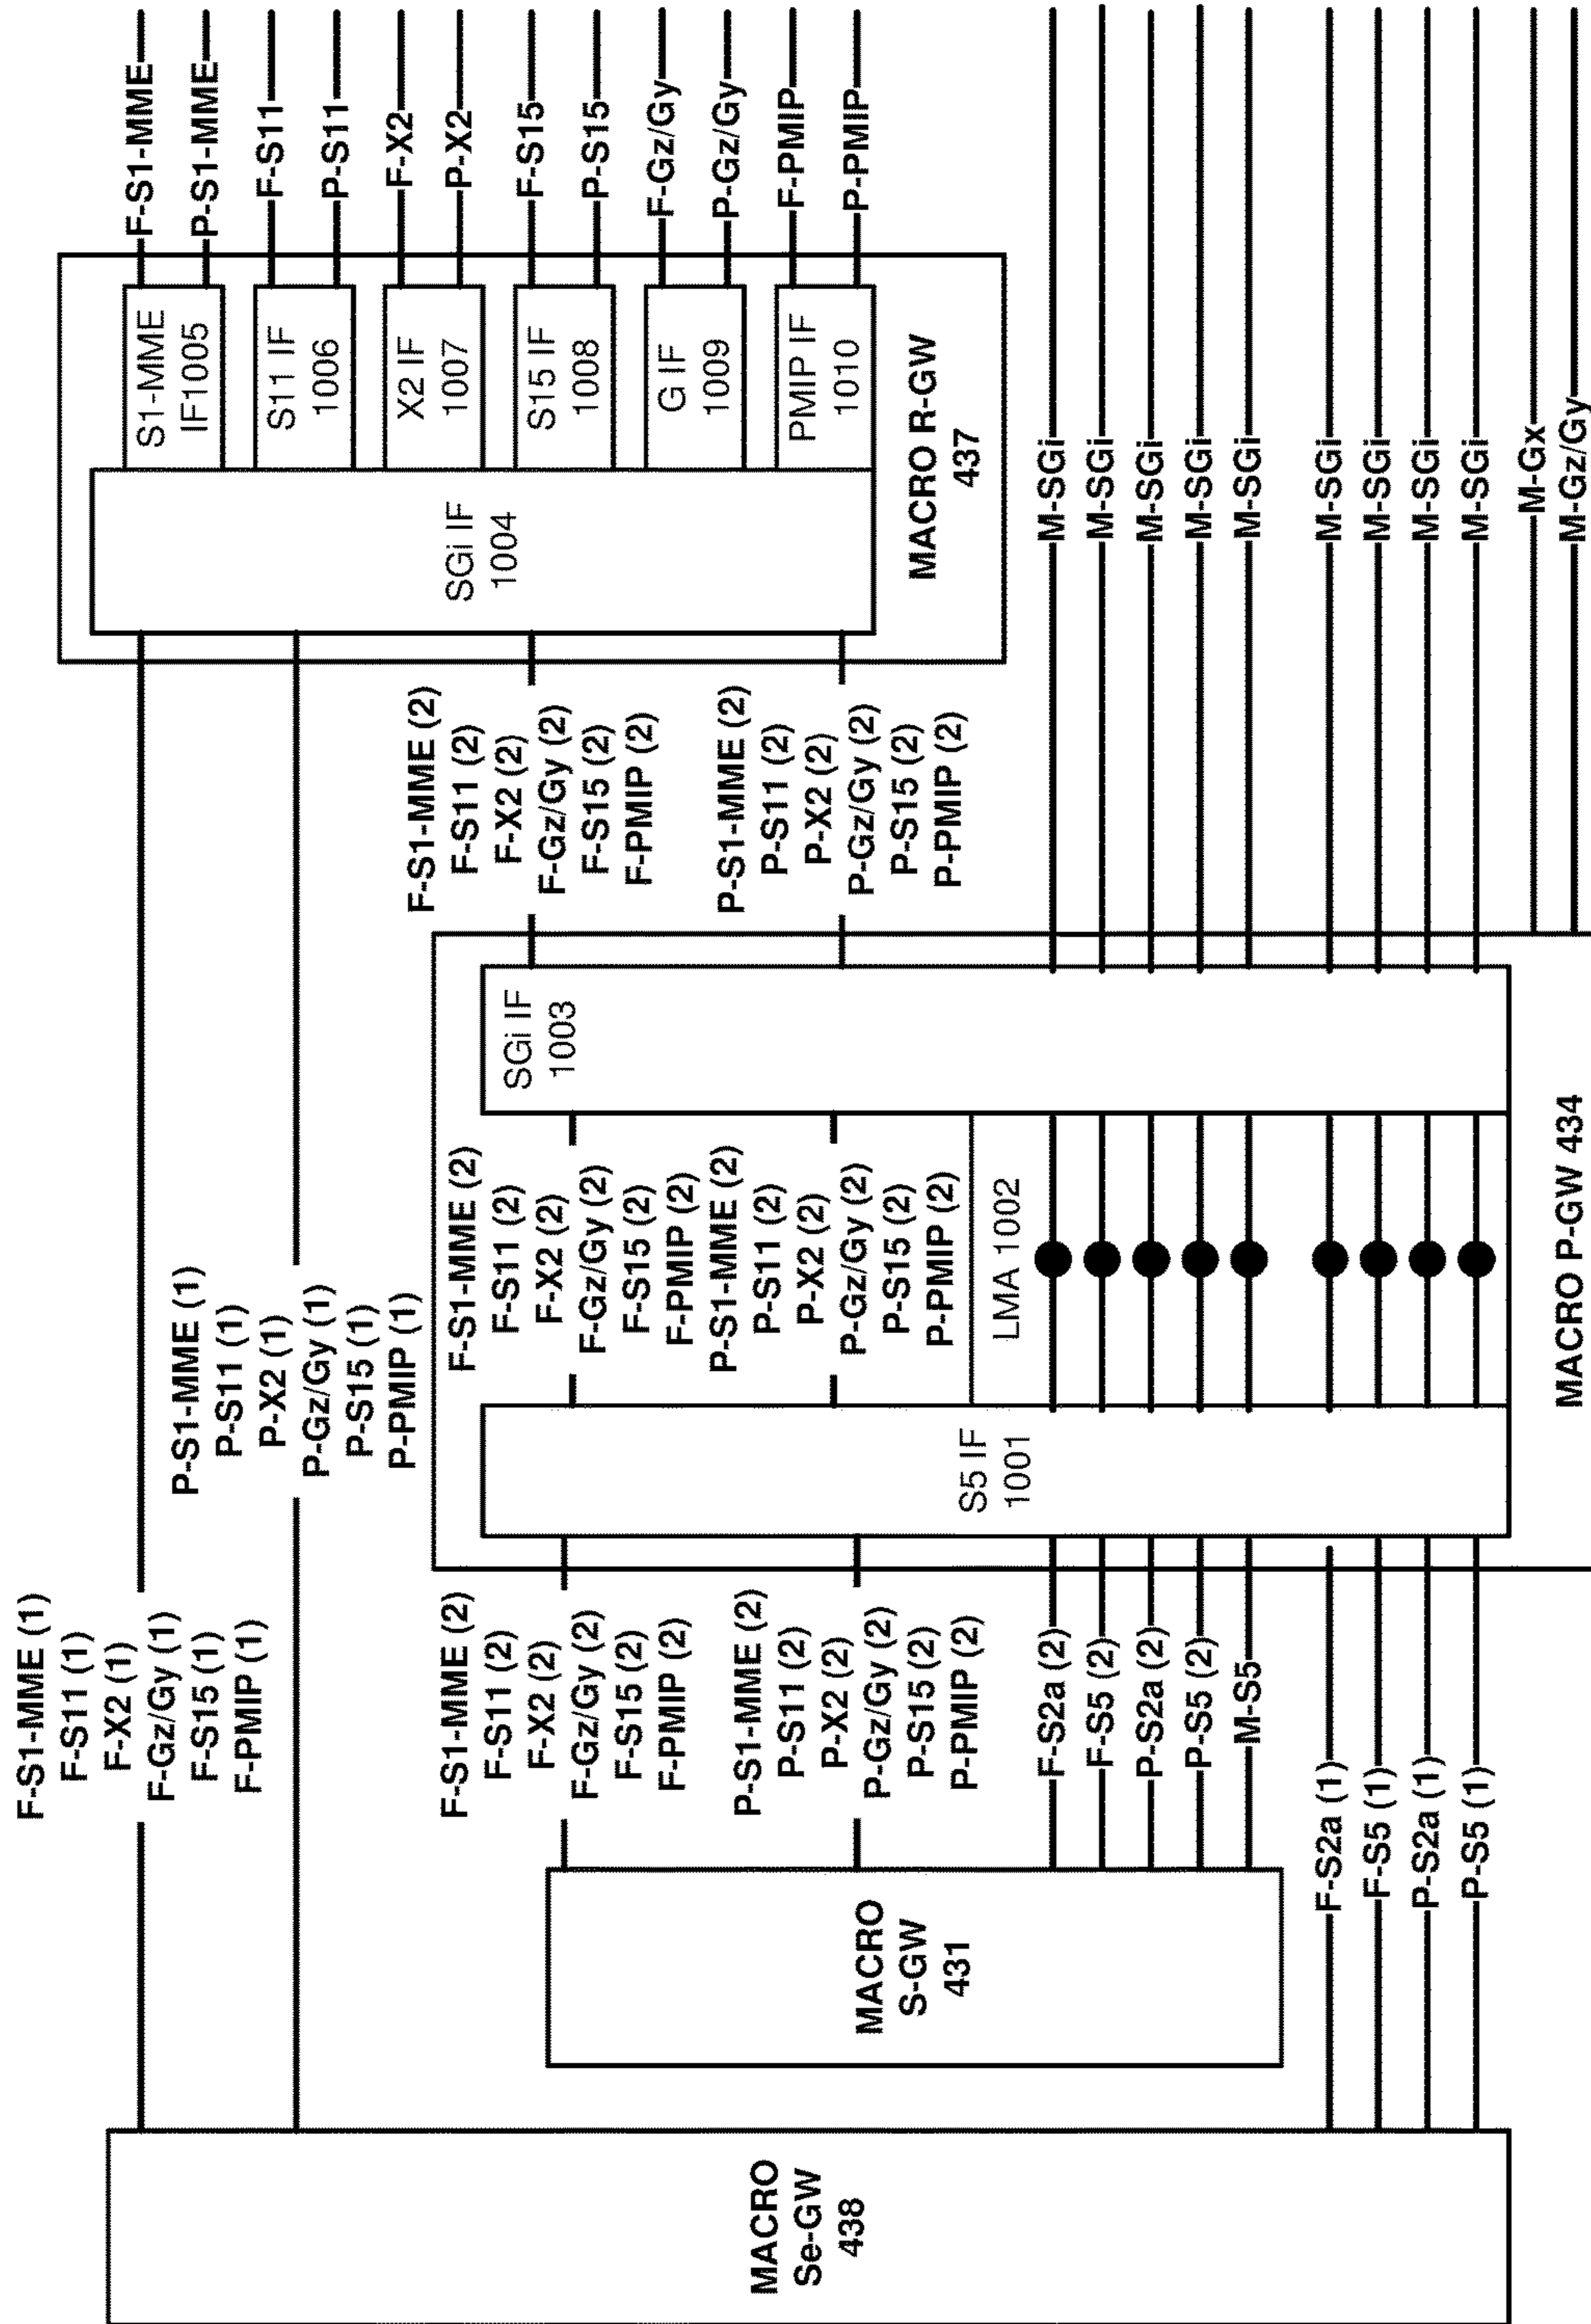 F-S1-MME (1)
F-S11 (1)
F-X2 (1)
F-Gz/Gy (1)
F-S15 (1)
F-PMIP (1)
P-S1-MME (1)
P-S11 (1)
P-X2 (1)
P-Gz/Gy (1)
P-S15 (1)
P-PMIP (1)
MACRO
Se-GW
438
F-S1-MME (2)
F-S11 (2)
F-X2 (2)
F-Gz/Gy (2)
F-S15 (2)
F-PMIP (2)
P-S1-MME (2)
P-S11 (2)
P-X2 (2)
P-Gz/Gy (2)
P-S15 (2)
P-PMIP (2)
MACRO
S-GW
431
F-S2a (2)
F-S5 (2)
P-S2a (2)
P-S5 (2)
M-S5
F-S2a (1)
F-S5 (1)
P-S2a (1)
P-S5 (1)
S5 IF
1001
F-S1-MME (2)
F-S11 (2)
F-X2 (2)
F-Gz/Gy (2)
F-S15 (2)
F-PMIP (2)
P-S1-MME (2)
P-S11 (2)
P-X2 (2)
P-Gz/Gy (2)
P-S15 (2)
P-PMIP (2)
LMA 1002
SGi IF
1003
MACRO P-GW 434
F-S1-MME (2)
F-S11 (2)
F-X2 (2)
F-Gz/Gy (2)
F-S15 (2)
F-PMIP (2)
P-S1-MME (2)
P-S11 (2)
P-X2 (2)
P-Gz/Gy (2)
P-S15 (2)
P-PMIP (2)
SGi IF
1004
S1-MME
IF1005
S11 IF
1006
X2 IF
1007
S15 IF
1008
G IF
1009
PMIP IF
1010
MACRO R-GW
437
F-S1-MME
P-S1-MME
F-S11
P-S11
F-X2
P-X2
F-S15
P-S15
F-Gz/Gy
P-Gz/Gy
F-PMIP
P-PMIP
M-SGi
M-SGi
M-SGi
M-SGi
M-SGi
M-SGi
M-SGi
M-SGi
M-SGi
M-Gx
M-Gz/Gy